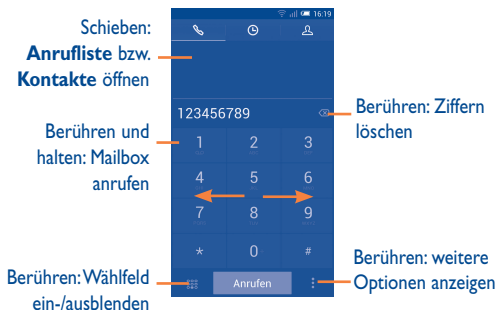 Schieben:
Anrufliste bzw.
Kontakte öffnen
Berühren und
halten: Mailbox
anrufen
Berühren: Wählfeld
ein-/ausblenden
16:19
123456789
1 2 3
4 5 6
7 8 9
* 0 #
Anrufen
Berühren: Ziffern
löschen
Berühren: weitere
Optionen anzeigen